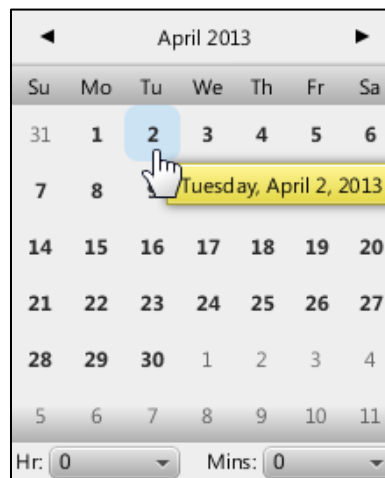 ◄ April 2013 ►
Su Mo Tu We Th Fr Sa
31 1 2 3 4 5 6
7 8 9 Tuesday, April 2, 2013
14 15 16 17 18 19 20
21 22 23 24 25 26 27
28 29 30 1 2 3 4
5 6 7 8 9 10 11
Hr: 0 Mins: 0